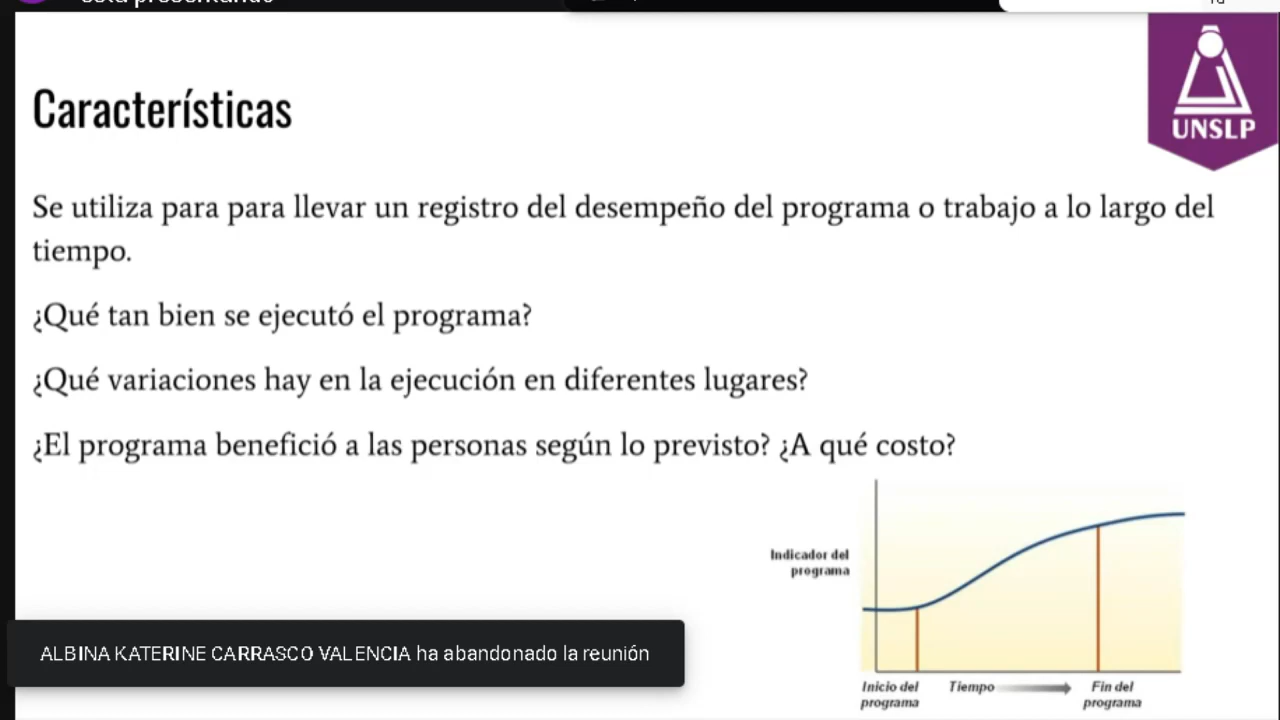 está presentando
UNSLP
Características
Se utiliza para para llevar un registro del desempeño del programa o trabajo a lo largo del
tiempo.
¿Qué tan bien se ejecutó el programa?
¿Qué variaciones hay en la ejecución en diferentes lugares?
¿El programa benefició a las personas según lo previsto? ¿A qué costo?
Indicador del
programa
Inicio del
programa
Tiempo
Fin del
programa
ALBINA KATERINE CARRASCO VALENCIA ha abandonado la reunión